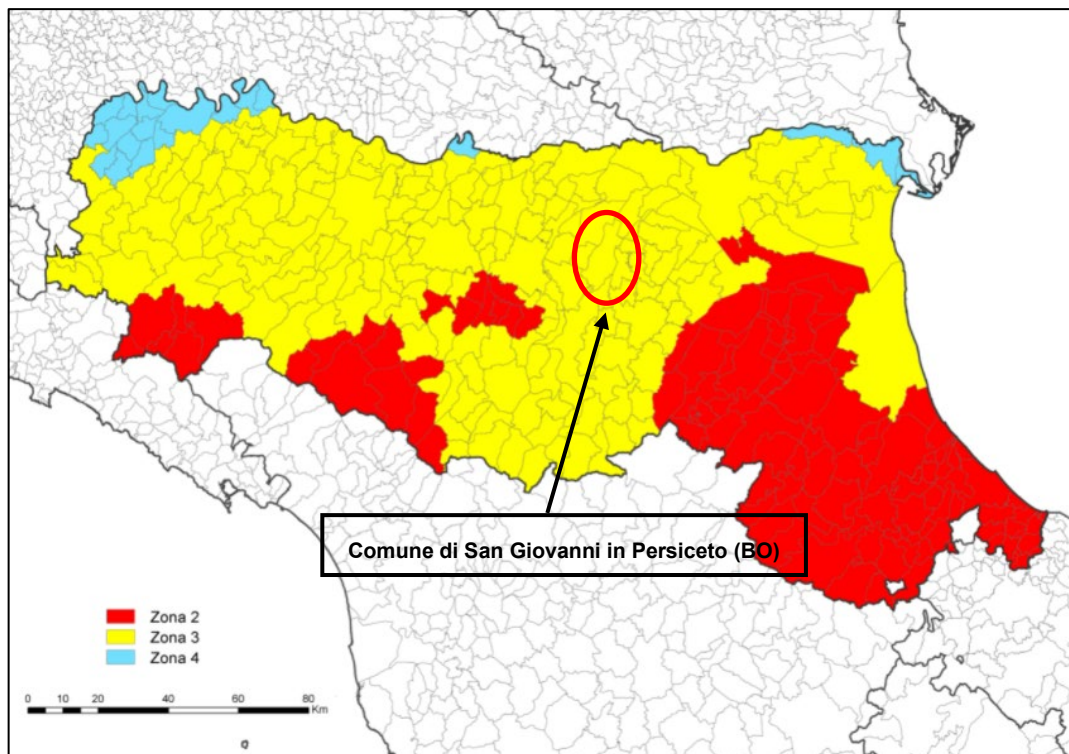 Comune di San Giovanni in Persiceto (BO)
Zona 2
Zona 3
Zona 4
0 10 20 40 60 80
Km